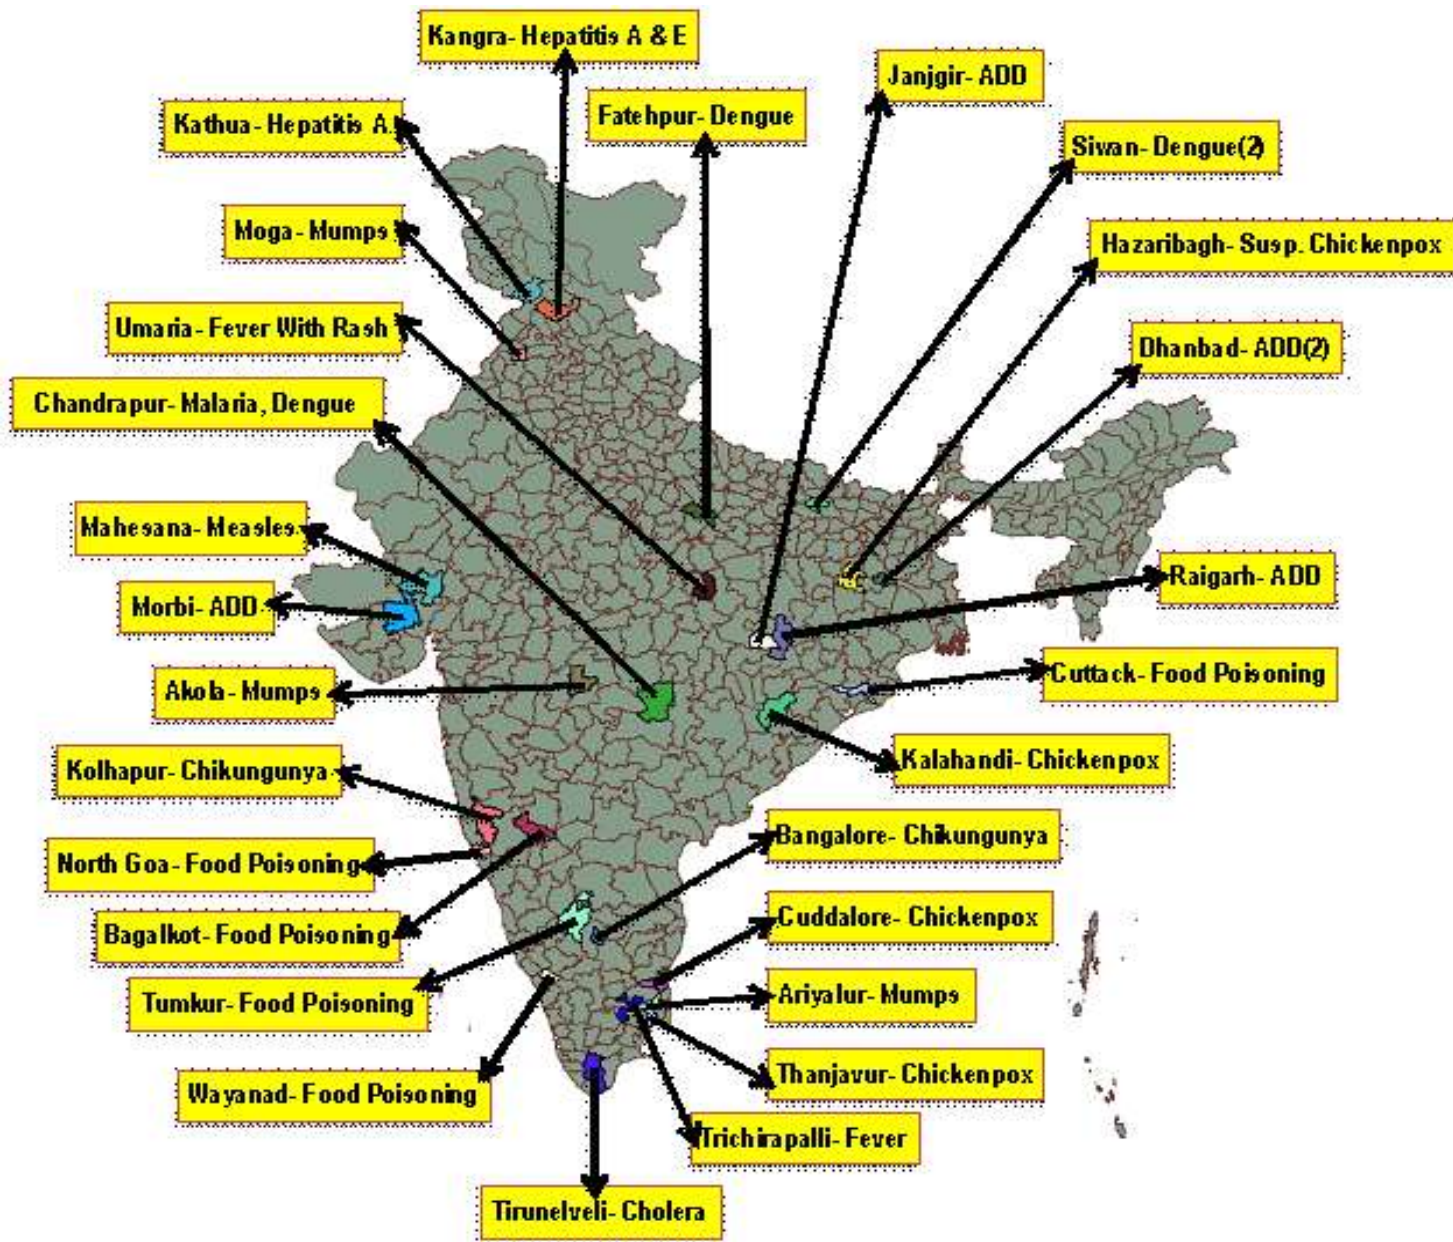 Kangra- Hepatitis A & E
Janjgir- ADD
Fatehpur- Dengue
Kathua- Hepatitis A.
Siwan- Dengue(2)
Moga- Mumps
Hazaribagh- Susp. Chickenpox
Umaria- Fever With Rash
Dhanbad- ADD(2)
Chandrapur- Malaria, Dengue
Mahesana- Measles.
Raigarh- ADD
Morbi- ADD
Cuttack- Food Poisoning
Akola- Mumps
Kalahandi- Chickenpox
Kolhapur- Chikungunya
Bangalore- Chikungunya
North Goa- Food Poisoning
Cuddalore- Chickenpox
Bagalkot- Food Poisoning
Ariyalur- Mumps
Tumkur- Food Poisoning
Thanjavur- Chickenpox
Wayanad- Food Poisoning
Trichirapalli- Fever
Tirunelveli- Cholera